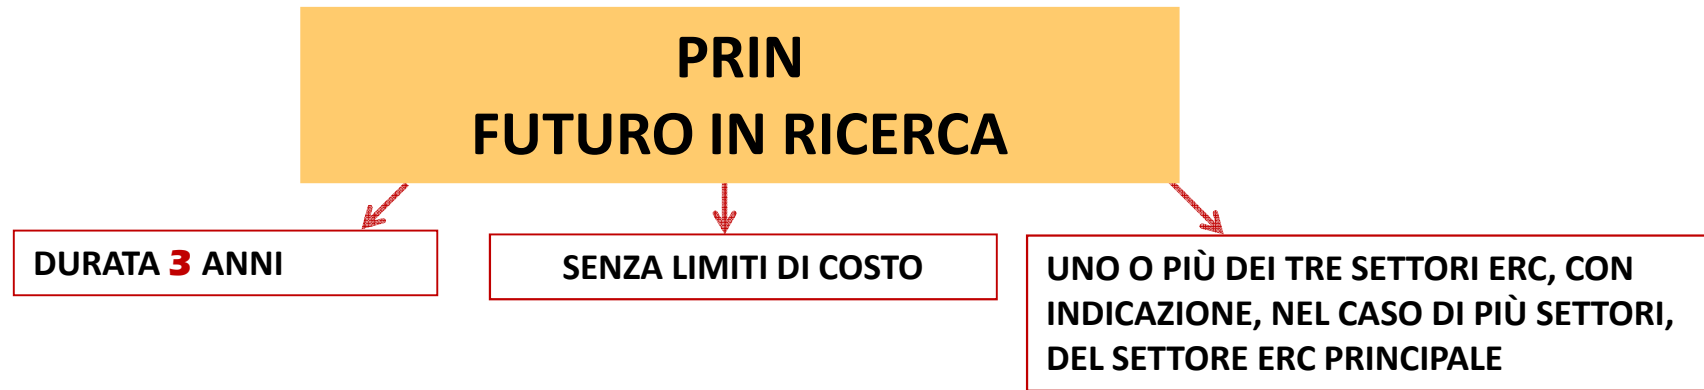 PRIN
FUTURO IN RICERCA
DURATA 3 ANNI
SENZA LIMITI DI COSTO
UNO O PIÙ DEI TRE SETTORI ERC, CON
INDICAZIONE, NEL CASO DI PIÙ SETTORI,
DEL SETTORE ERC PRINCIPALE